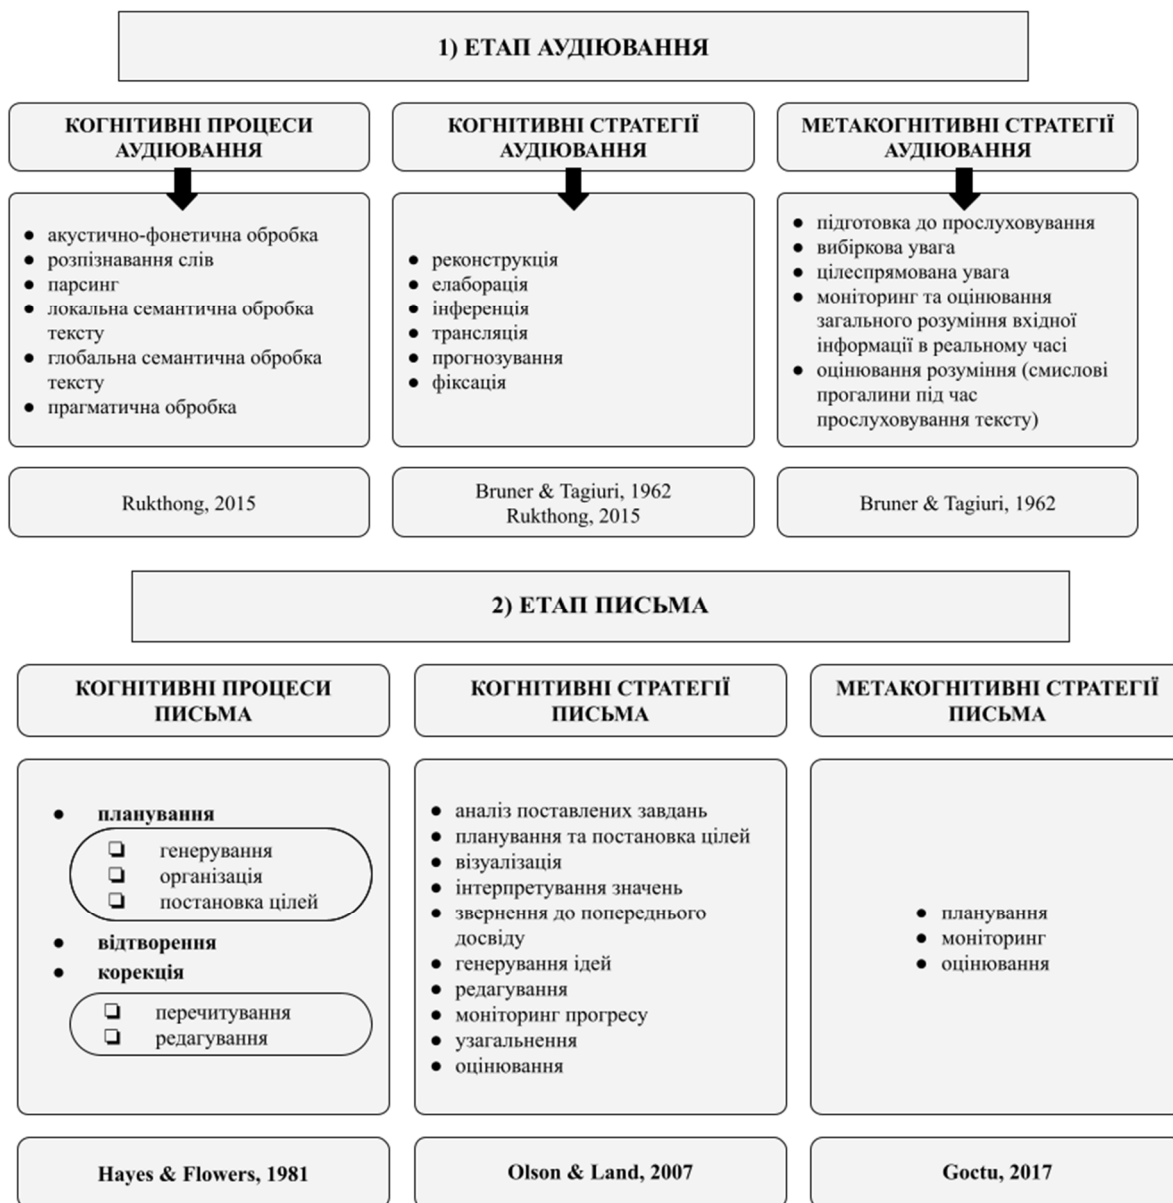 1) ЕТАП АУДІЮВАННЯ
КОГНІТИВНІ ПРОЦЕСИ
АУДІЮВАННЯ
● акустично-фонетична обробка
● розпізнавання слів
● парсинг
● локальна семантична обробка
тексту
● глобальна семантична обробка
тексту
● прагматична обробка
Rukthong, 2015
КОГНІТИВНІ СТРАТЕГІЇ
АУДІЮВАННЯ
● реконструкція
● елаборація
● інференція
● трансляція
● прогнозування
● фіксація
Bruner & Tagiuri, 1962
Rukthong, 2015
МЕТАКОГНІТИВНІ СТРАТЕГІЇ
АУДІЮВАННЯ
● підготовка до прослуховування
● вибіркова увага
● цілеспрямована увага
● моніторинг та оцінювання
загального розуміння вхідної
інформації в реальному часі
● оцінювання розуміння (смислові
прогалини під час
прослуховування тексту)
Bruner & Tagiuri, 1962
2) ЕТАП ПИСЬМА
КОГНІТИВНІ ПРОЦЕСИ
ПИСЬМА
● планування
❏ генерування
❏ організація
❏ постановка цілей
● відтворення
● корекція
❏ перечитування
❏ редагування
Hayes & Flowers, 1981
КОГНІТИВНІ СТРАТЕГІЇ
ПИСЬМА
● аналіз поставлених завдань
● планування та постановка цілей
● візуалізація
● інтерпретування значень
● звернення до попереднього
досвіду
● генерування ідей
● редагування
● моніторинг прогресу
● узагальнення
● оцінювання
Olson & Land, 2007
МЕТАКОГНІТИВНІ СТРАТЕГІЇ
ПИСЬМА
● планування
● моніторинг
● оцінювання
Goctu, 2017